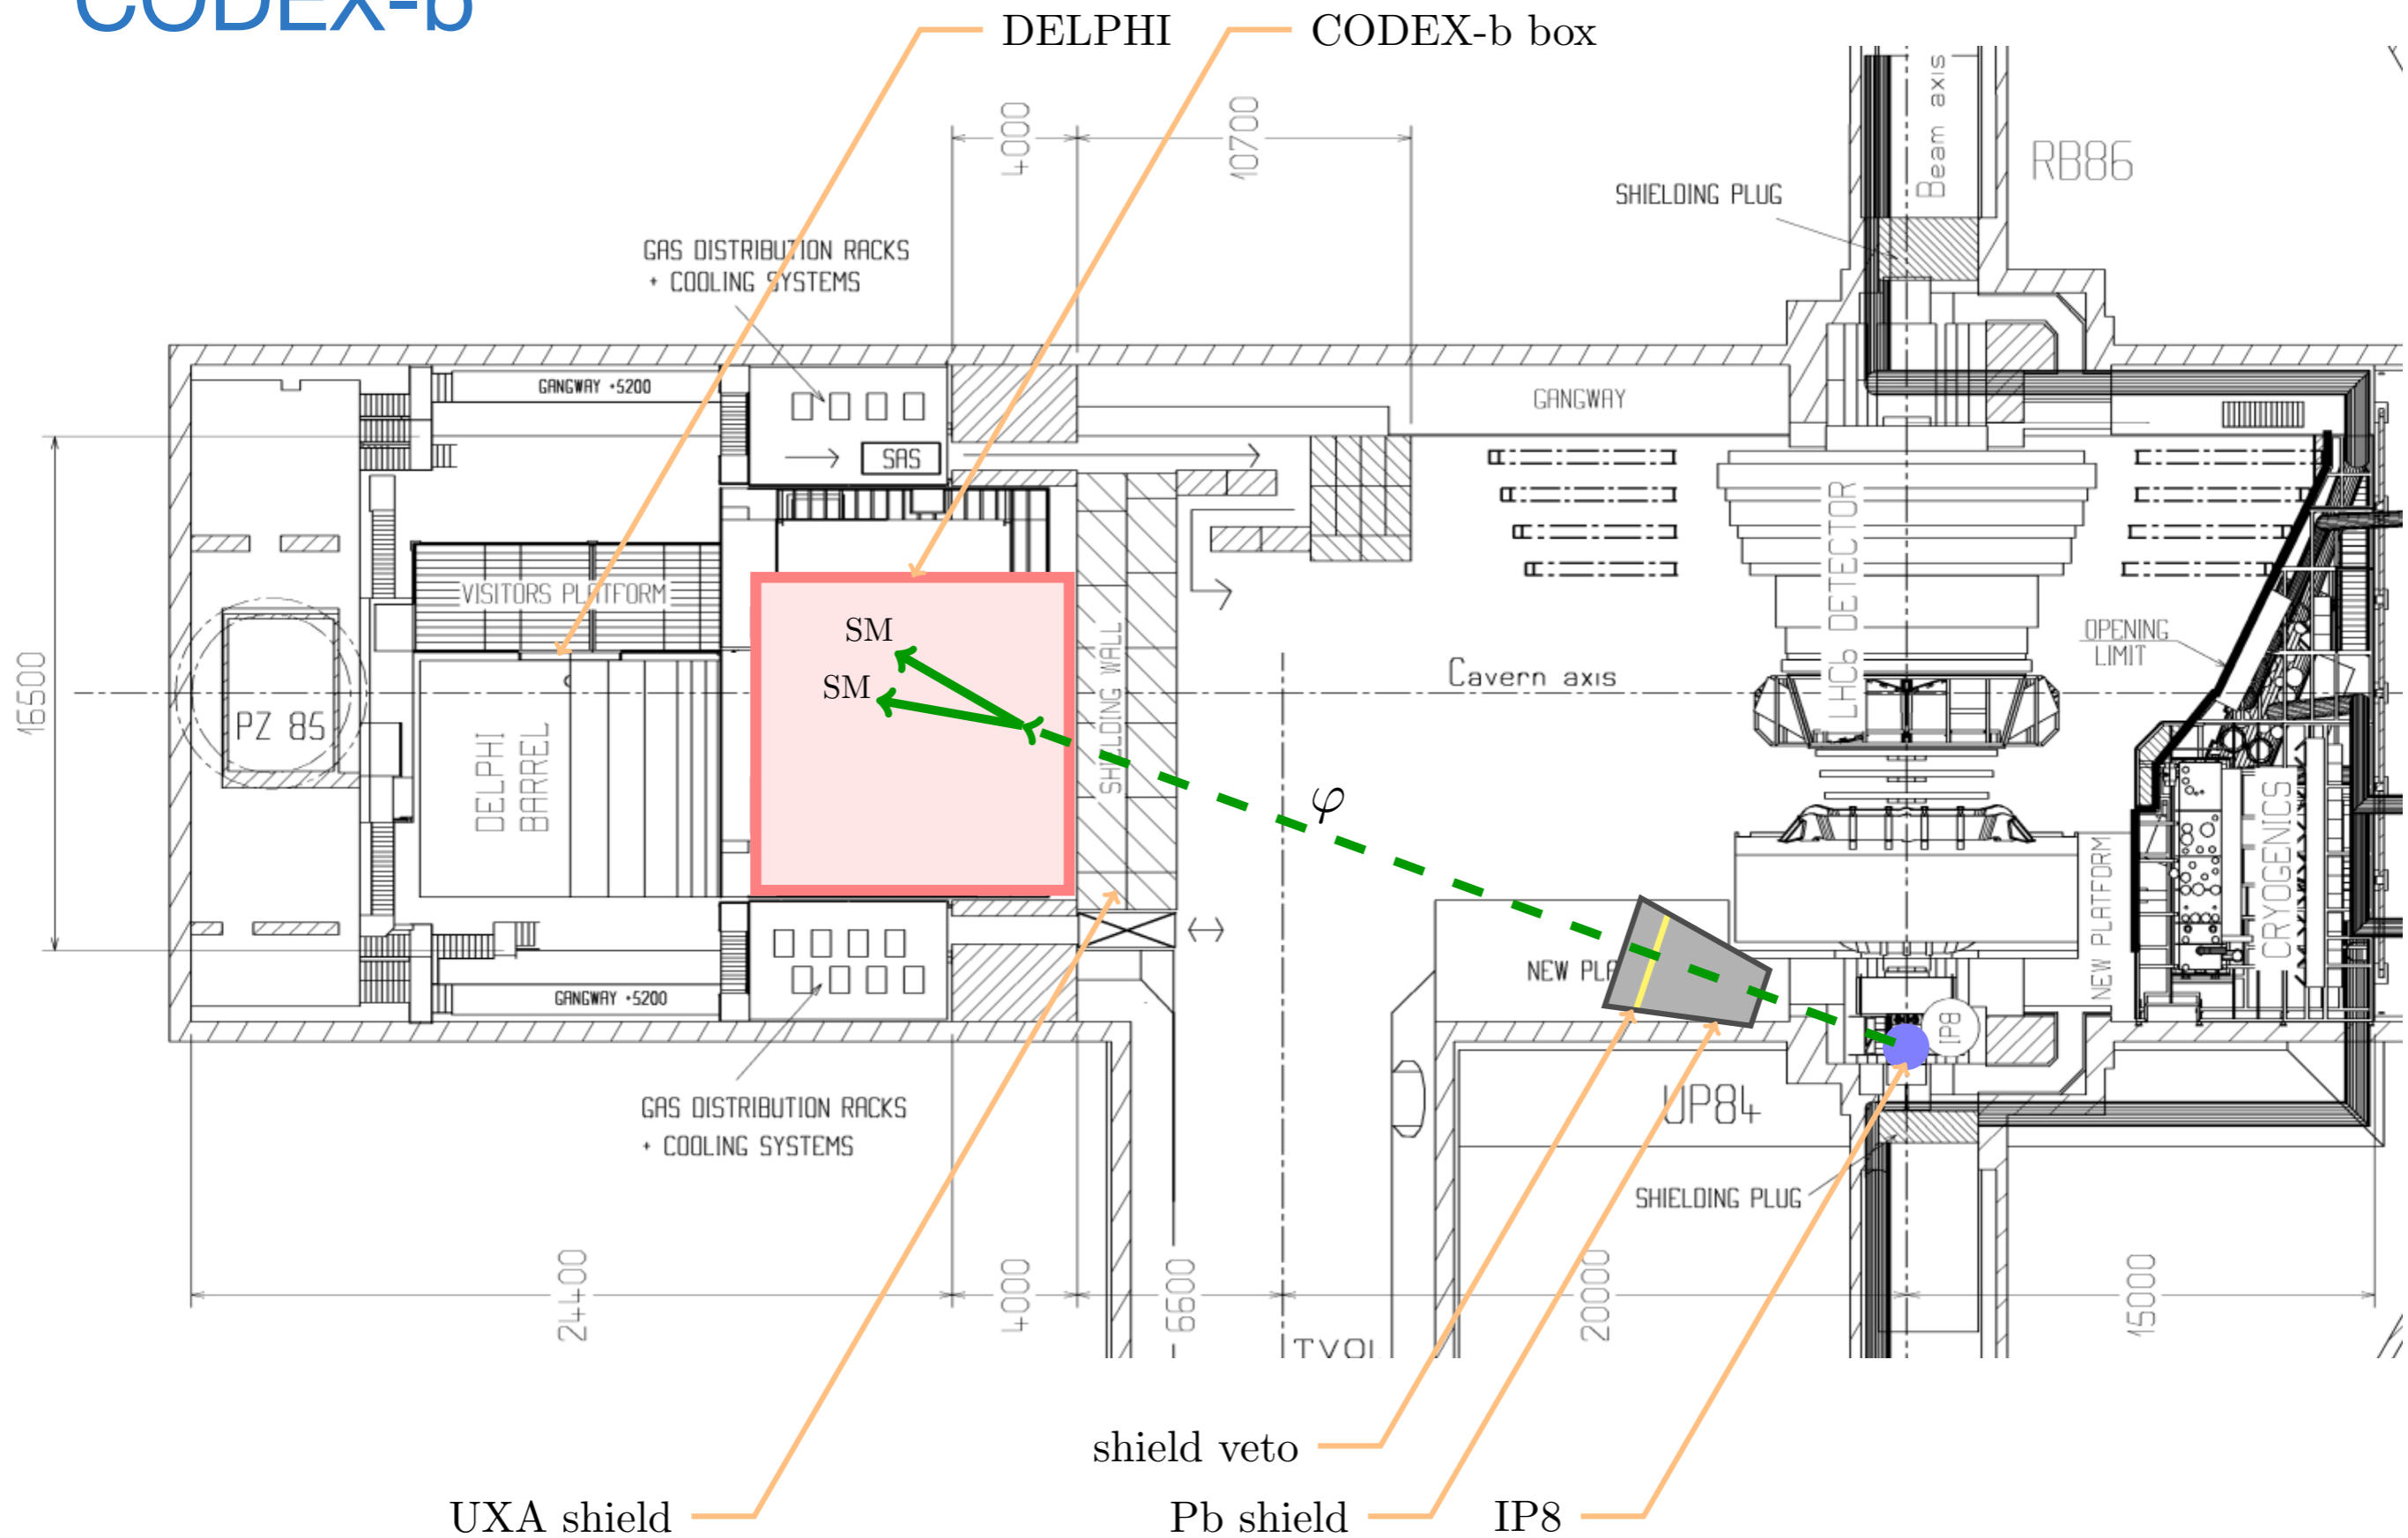 CODEX-b
DELPHI
CODEX-b box
4000
10700
Beam axis
RB86
SHIELDING PLUG
GAS DISTRIBUTION RACKS
+ COOLING SYSTEMS
GANGWAY +5200
GANGWAY
SAS
16500
VISITORS PLATFORM
SM
SM
SHIELDING WALL
Cavern axis
LHCb DETECTOR
OPENING
LIMIT
PZ 85
DELPHI
BARREL
φ
NEW PLA
NEW PLATFORM
CRYOGENICS
GANGWAY +5200
IP8
GAS DISTRIBUTION RACKS
+ COOLING SYSTEMS
UP84
SHIELDING PLUG
24400
4000
6600
20000
15000
shield veto
UXA shield
Pb shield
IP8